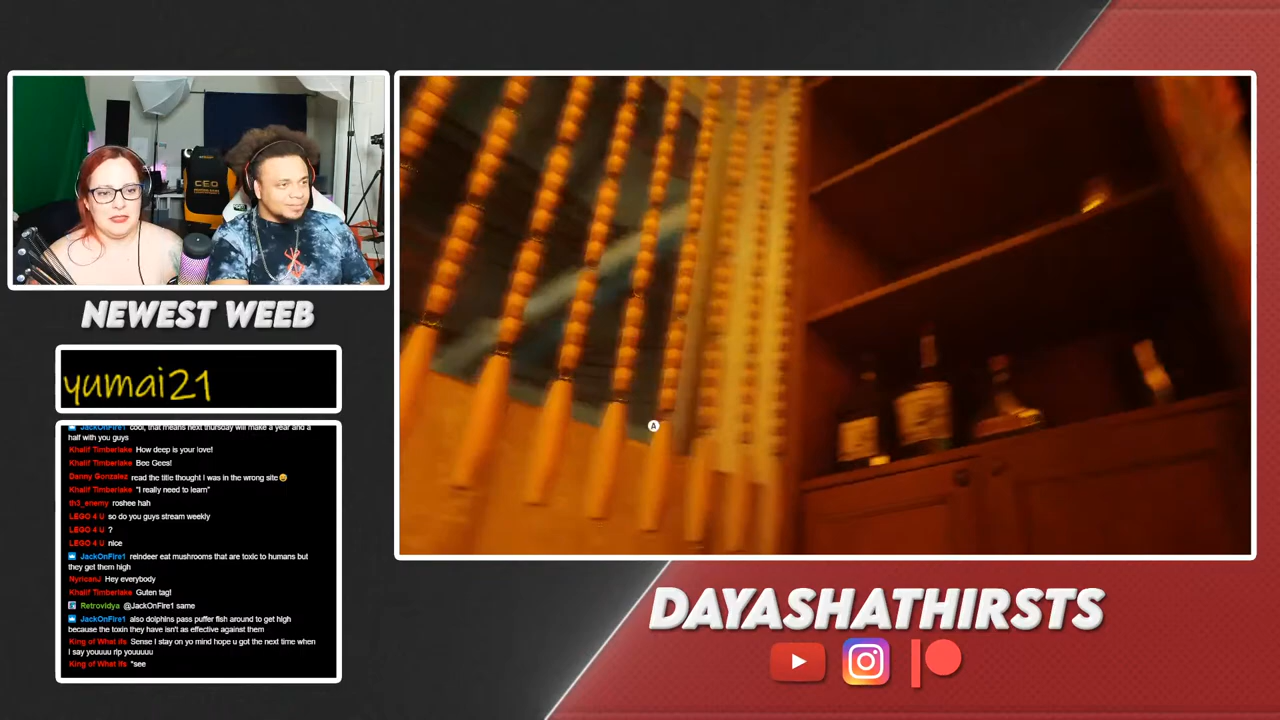 CEO
NEWEST WEEB
yumai21
JackOnFire1 cool, that means next thursday will make a year and a
half with you guys
Khalif Timberlake How deep is your love!
Khalif Timberlake Bee Gees!
Danny Gonzalez read the title thought I was in the wrong site😩
Khalif Timberlake "I really need to learn"
th3_enemy roshee hah
LEGO 4 U so do you guys stream weekly
LEGO 4 U ?
LEGO 4 U nice
JackOnFire1 reindeer eat mushrooms that are toxic to humans but
they get them high
NyricanJ Hey everybody
Khalif Timberlake Guten tag!
Retrovidya @JackOnFire1 same
JackOnFire1 also dolphins pass puffer fish around to get high
because the toxin they have isn't as effective against them
King of What ifs Sense I stay on yo mind hope u got the next time when
I say youuuu rip youuuuu
King of What ifs *see
A
DAYASHATHIRSTS